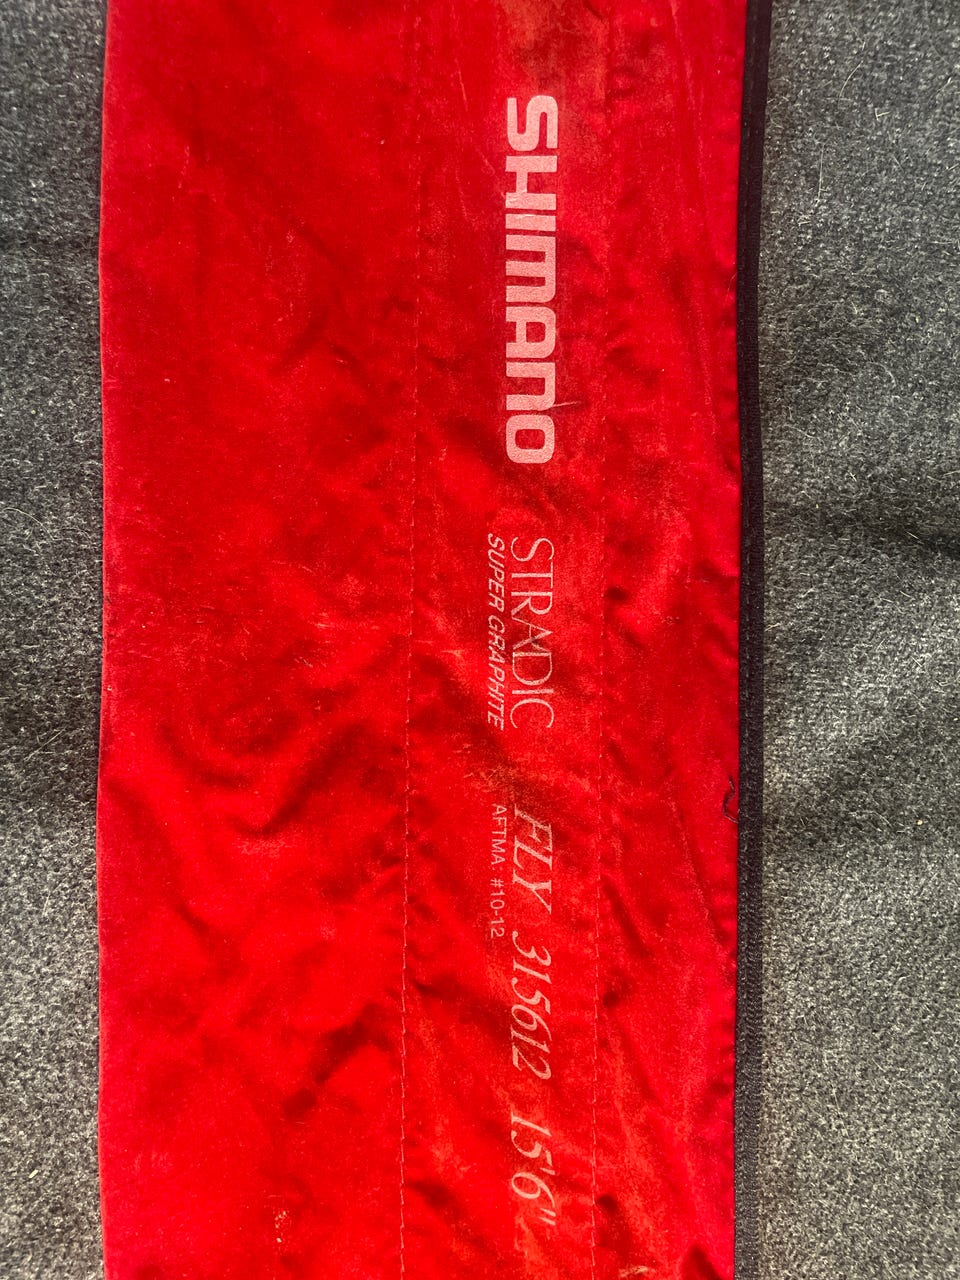 SHIMANO
STRADIC
SUPER GRAPHITE
FLY 315612 15'6"
AFTMA #10-12